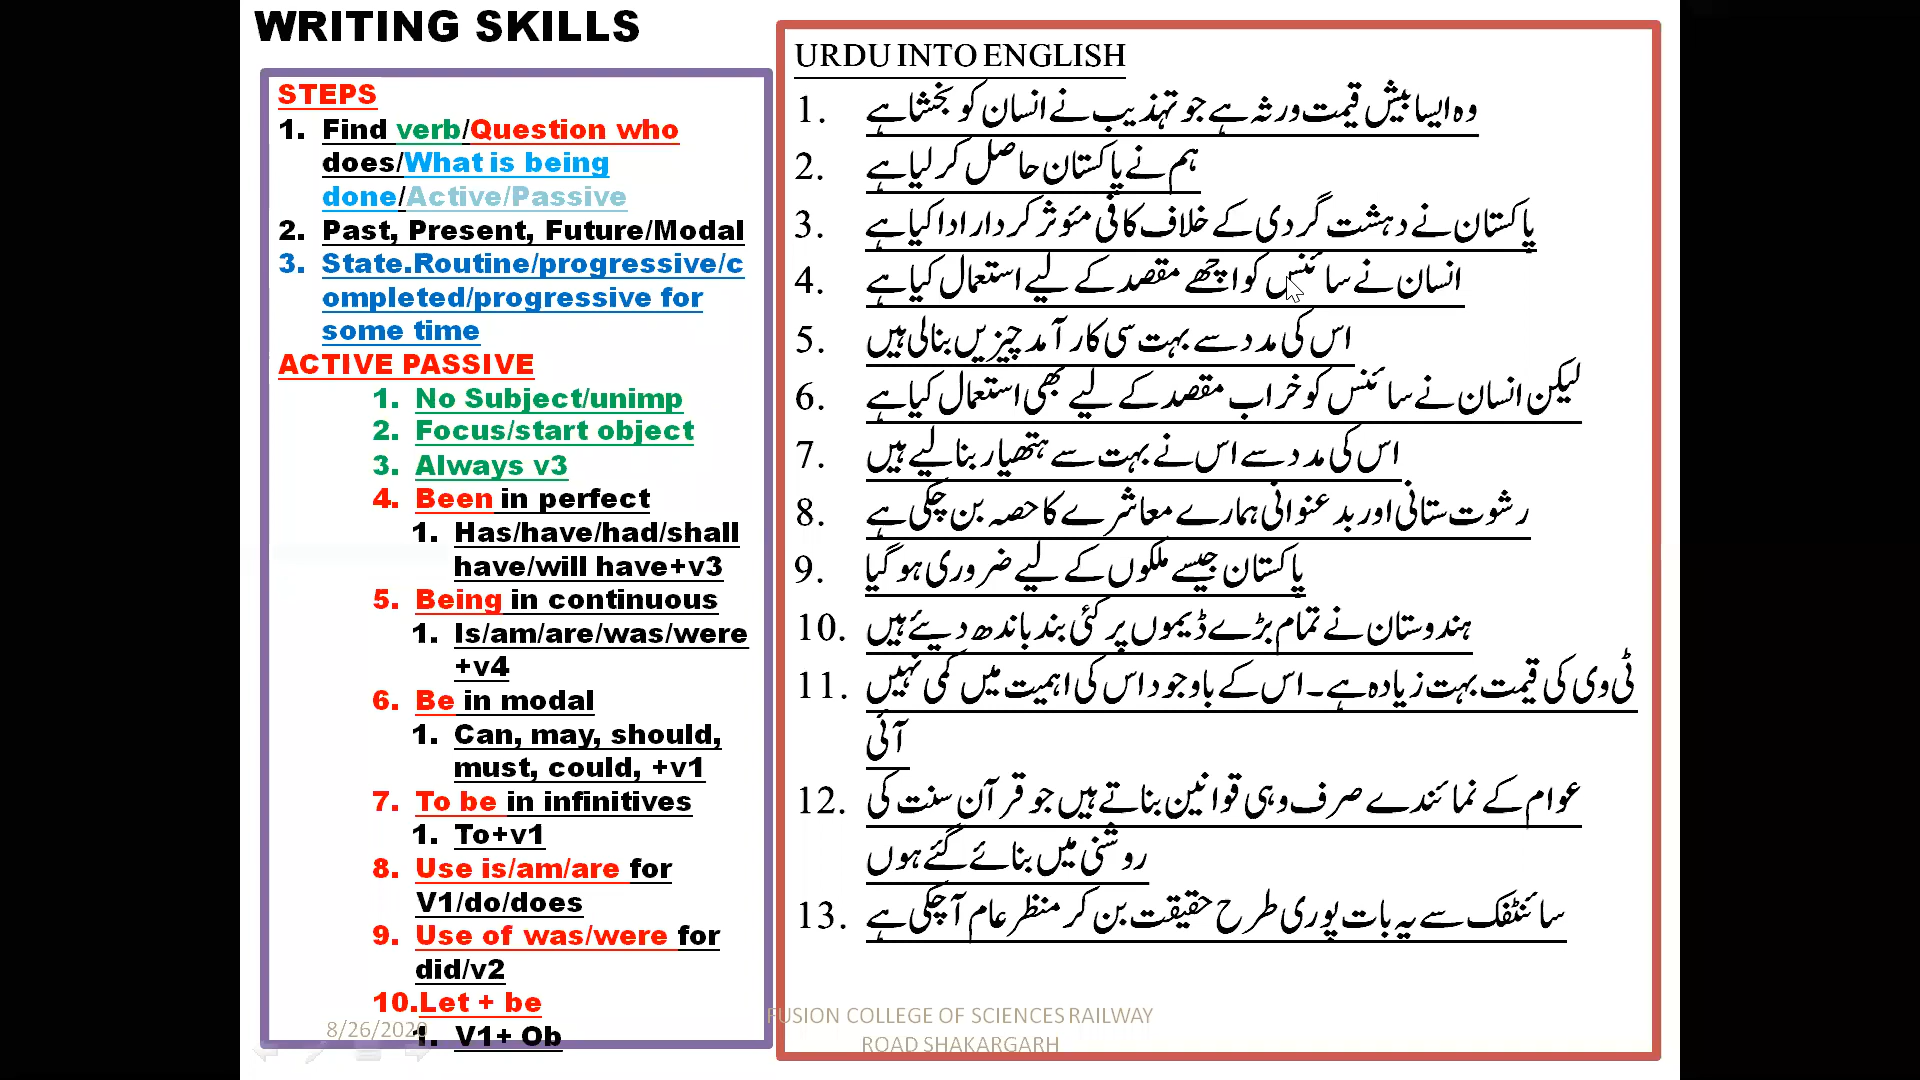 WRITING SKILLS
STEPS
1. Find verb/Question who
does/What is being
done/Active/Passive
2. Past, Present, Future/Modal
3. State.Routine/progressive/c
ompleted/progressive for
some time
ACTIVE PASSIVE
1. No Subject/unimp
2. Focus/start object
3. Always v3
4. Been in perfect
1. Has/have/had/shall
have/will have+v3
5. Being in continuous
1. Is/am/are/was/were
+v4
6. Be in modal
1. Can, may, should,
must, could, +v1
7. To be in infinitives
1. To+v1
8. Use is/am/are for
V1/do/does
9. Use of was/were for
did/v2
10.Let + be
1. V1+ Ob
URDU INTO ENGLISH
1. وہ ایسا بیش قیمت ورثہ ہے جو تہذیب نے انسان کو بخشا ہے
2. ہم نے پاکستان حاصل کر لیا ہے
3. پاکستان نے دہشت گردی کے خلاف کافی مئوثر کردار ادا کیا ہے
4. انسان نے سائنس کو اچھے مقصد کے لیے استعمال کیا ہے
5. اس کی مدد سے بہت سی کار آمد چیزیں بنالی ہیں
6. لیکن انسان نے سائنس کو خراب مقصد کے لیے بھی استعمال کیا ہے
7. اس کی مدد سے اس نے بہت سے ہتھیار بنا لیے ہیں
8. رشوت ستانی اور بد عنوانی ہمارے معاشرے کا حصہ بن چکی ہے
9. پاکستان جیسے ملکوں کے لیے ضروری ہو گیا
10. ہندوستان نے تمام بڑے ڈیموں پر کئی بند باندھ دیئے ہیں
11. ٹی وی کی قیمت بہت زیادہ ہے۔ اس کے باوجود اس کی اہمیت میں کمی نہیں
آئی
12. عوام کے نمائندے صرف وہی قوانین بناتے ہیں جو قرآن سنت کی
روشنی میں بنائے گئے ہوں
13. سائنٹفک سے یہ بات پوری طرح حقیقت بن کر منظر عام آ چکی ہے
8/26/2020
FUSION COLLEGE OF SCIENCES RAILWAY
ROAD SHAKARGARH